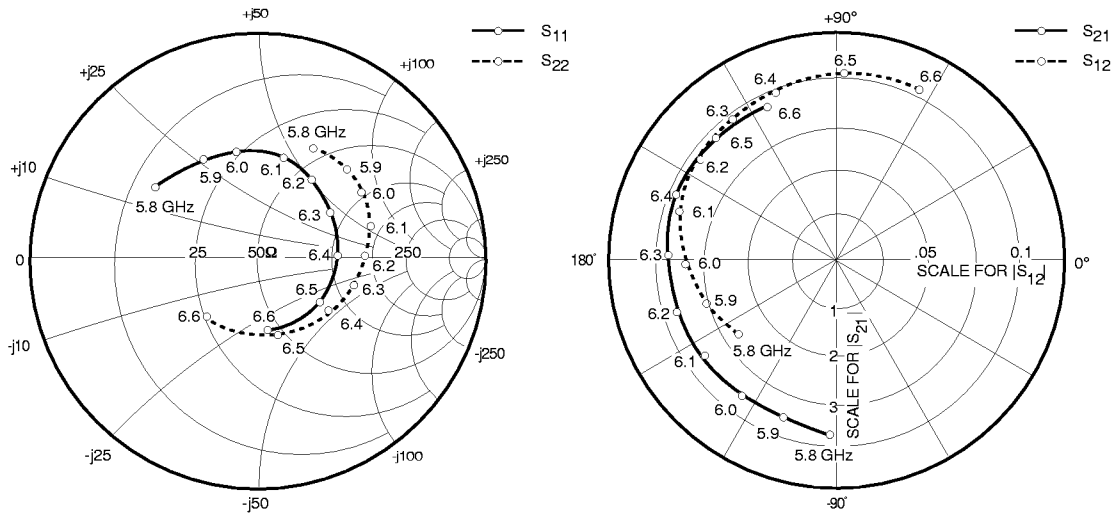 +j50
+j25
+j100
+j10
+j250
0
25
50Ω
250
-j10
-j250
-j25
-j100
-j50
S11
S22
5.8 GHz
5.9
6.0
6.1
6.2
6.3
6.4
6.5
6.6
5.8 GHz
5.9
6.0
6.1
6.2
6.3
6.4
6.5
6.6
+90°
180°
0°
-90°
S21
S12
6.6
6.5
6.4
6.3
6.2
6.1
6.0
5.9
5.8 GHz
6.6
6.5
6.4
6.3
6.2
6.1
6.0
5.9
5.8 GHz
.05
0.1
SCALE FOR |S12|
1
2
3
SCALE FOR |S21|